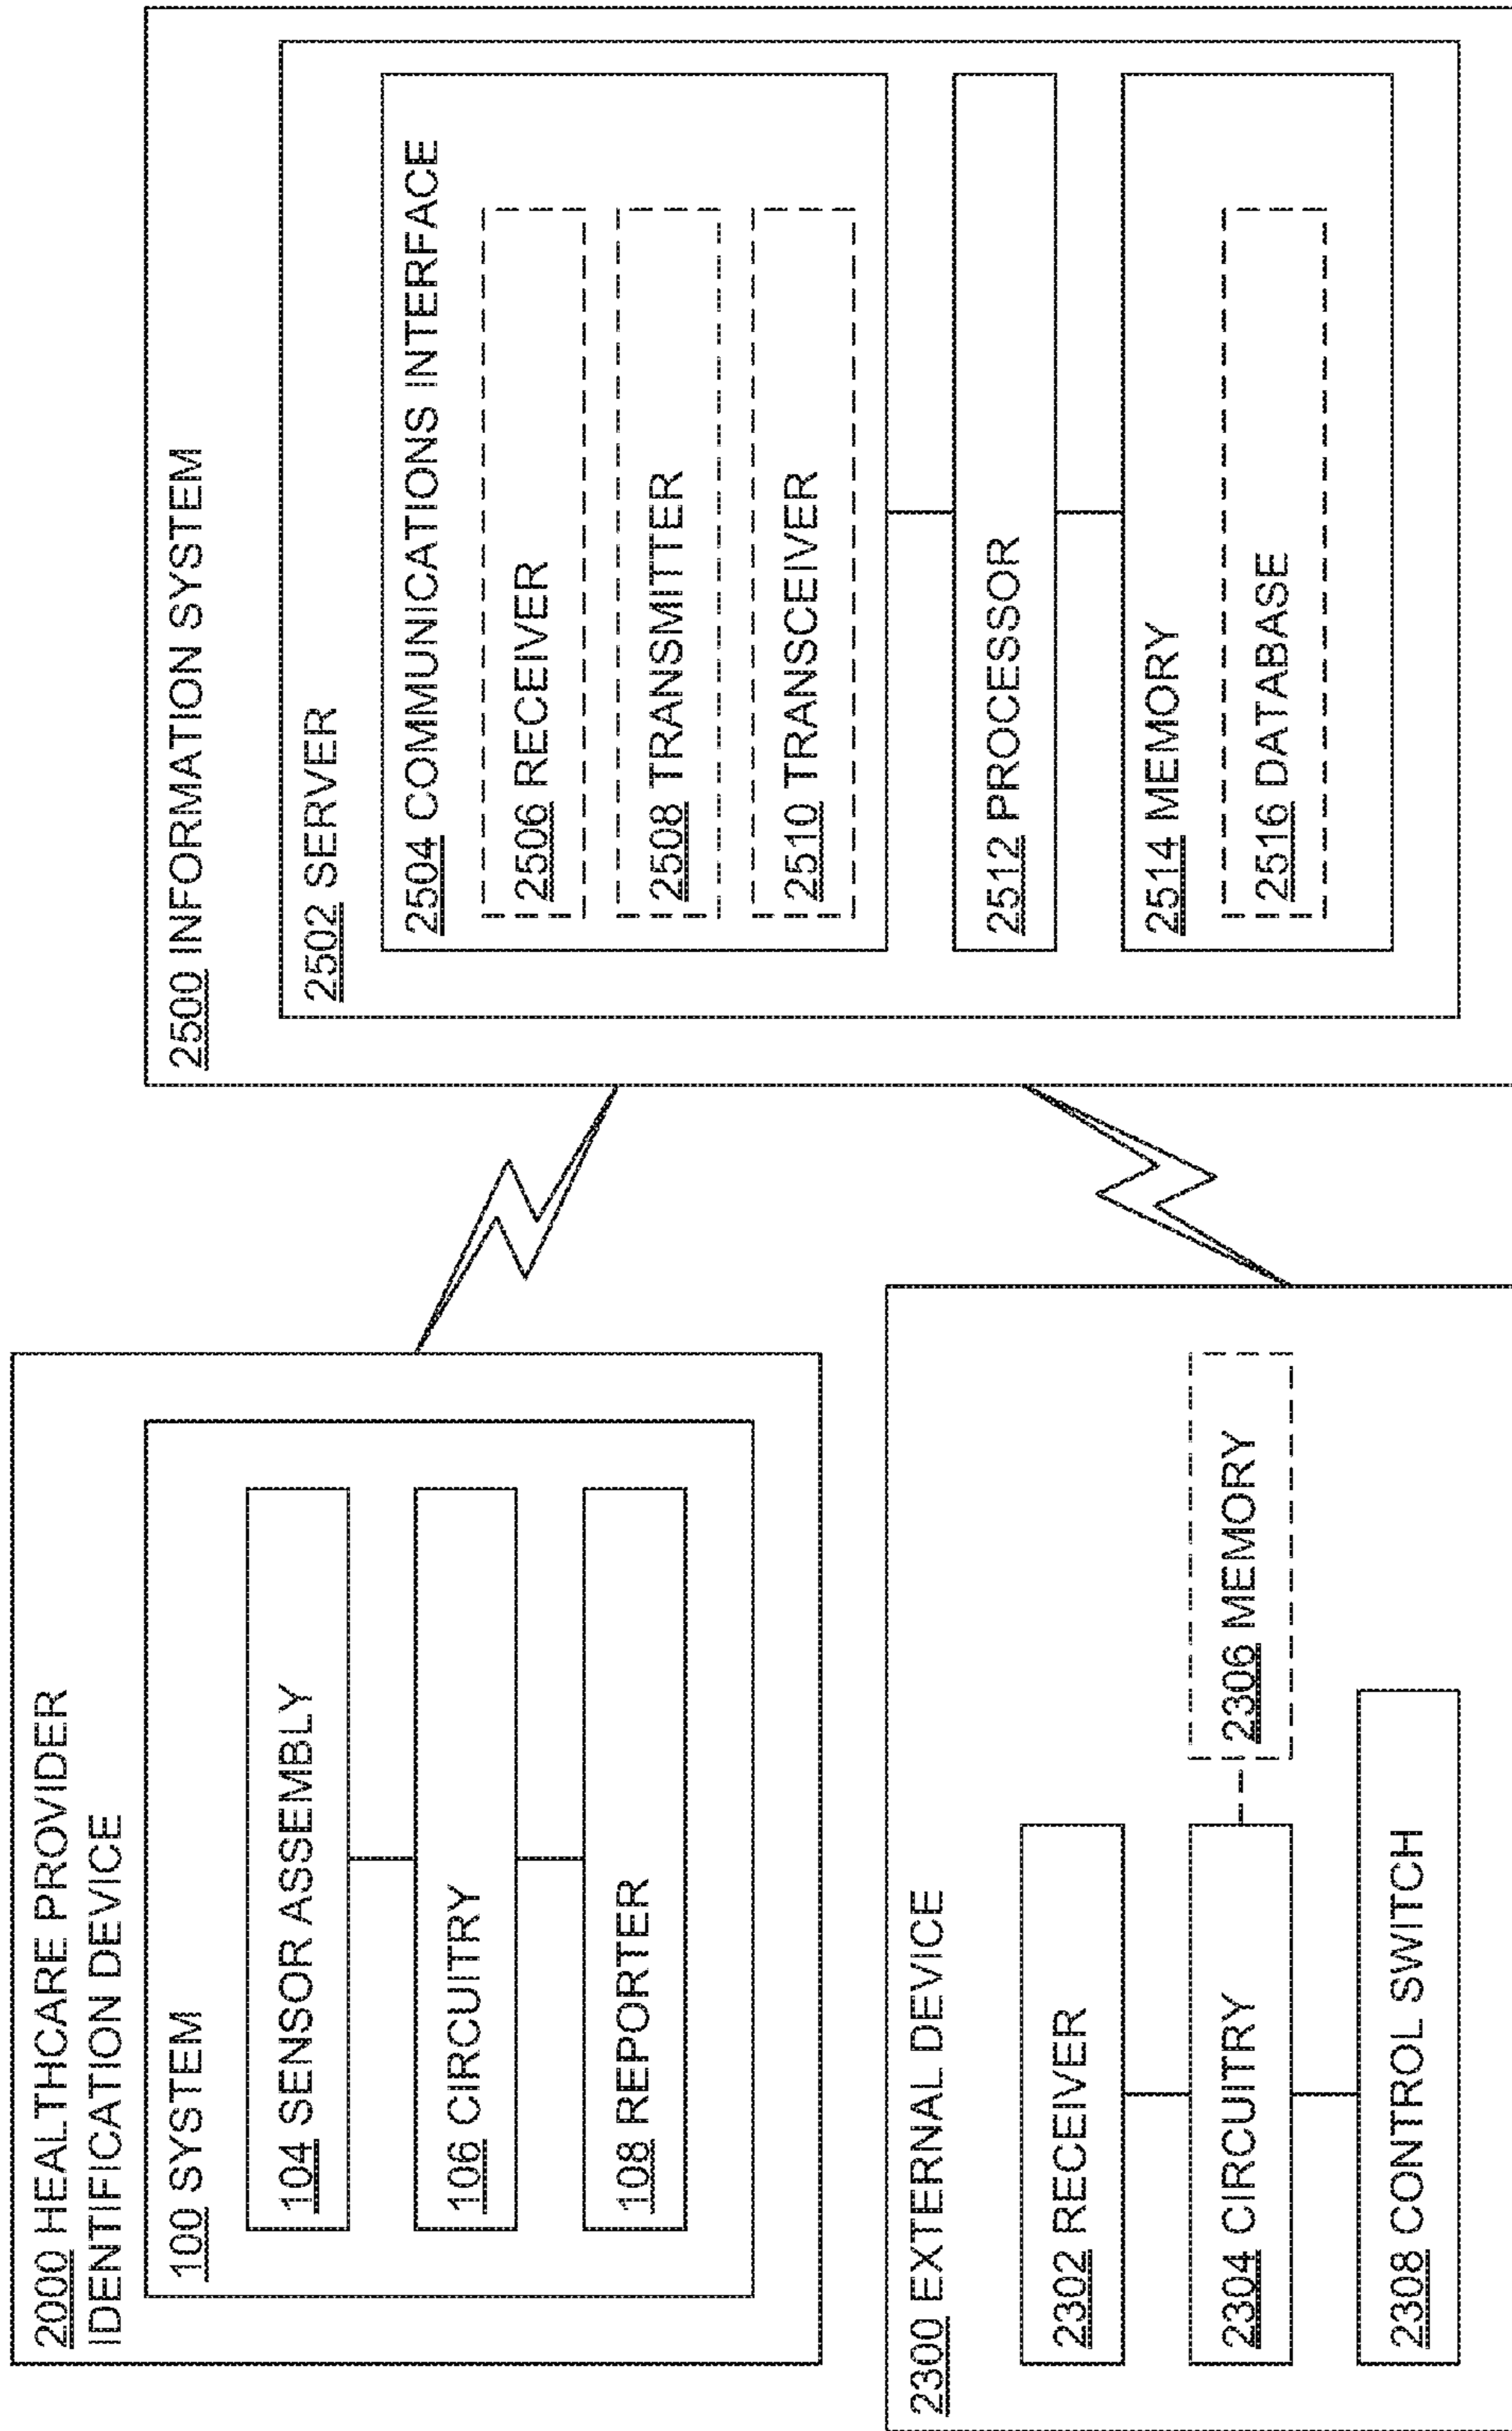 2000 HEALTHCARE PROVIDER
IDENTIFICATION DEVICE
100 SYSTEM
104 SENSOR ASSEMBLY
106 CIRCUITRY
108 REPORTER
2300 EXTERNAL DEVICE
2302 RECEIVER
2304 CIRCUITRY
2306 MEMORY
2308 CONTROL SWITCH
2500 INFORMATION SYSTEM
2502 SERVER
2504 COMMUNICATIONS INTERFACE
2506 RECEIVER
2508 TRANSMITTER
2510 TRANSCEIVER
2512 PROCESSOR
2514 MEMORY
2516 DATABASE